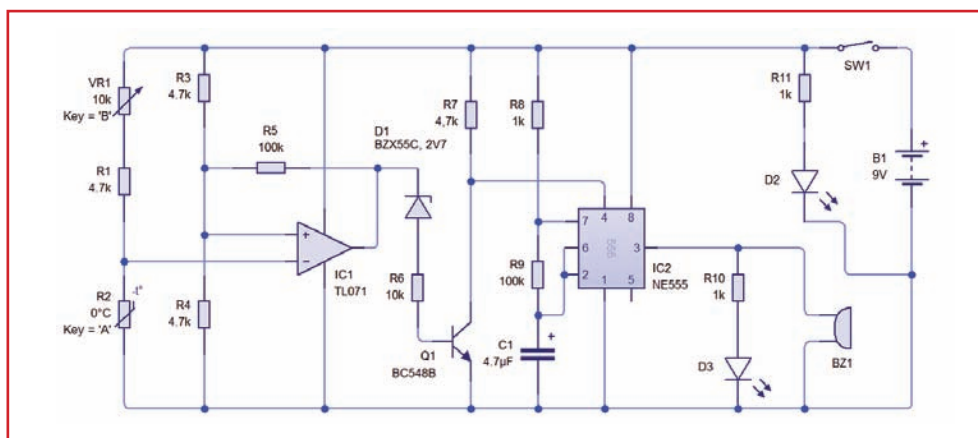 VR1
10k
Key = 'B'
R1
4.7k
R2
0°C
Key = 'A'
-t°
R3
4.7k
R5
100k
+
−
IC1
TL071
R4
4.7k
D1
BZX55C, 2V7
R6
10k
Q1
BC548B
R7
4,7k
R8
1k
R9
100k
C1
4.7µF
+
4
8
7
6
2
3
1
5
555
IC2
NE555
R10
1k
D3
BZ1
R11
1k
D2
SW1
B1
9V
+